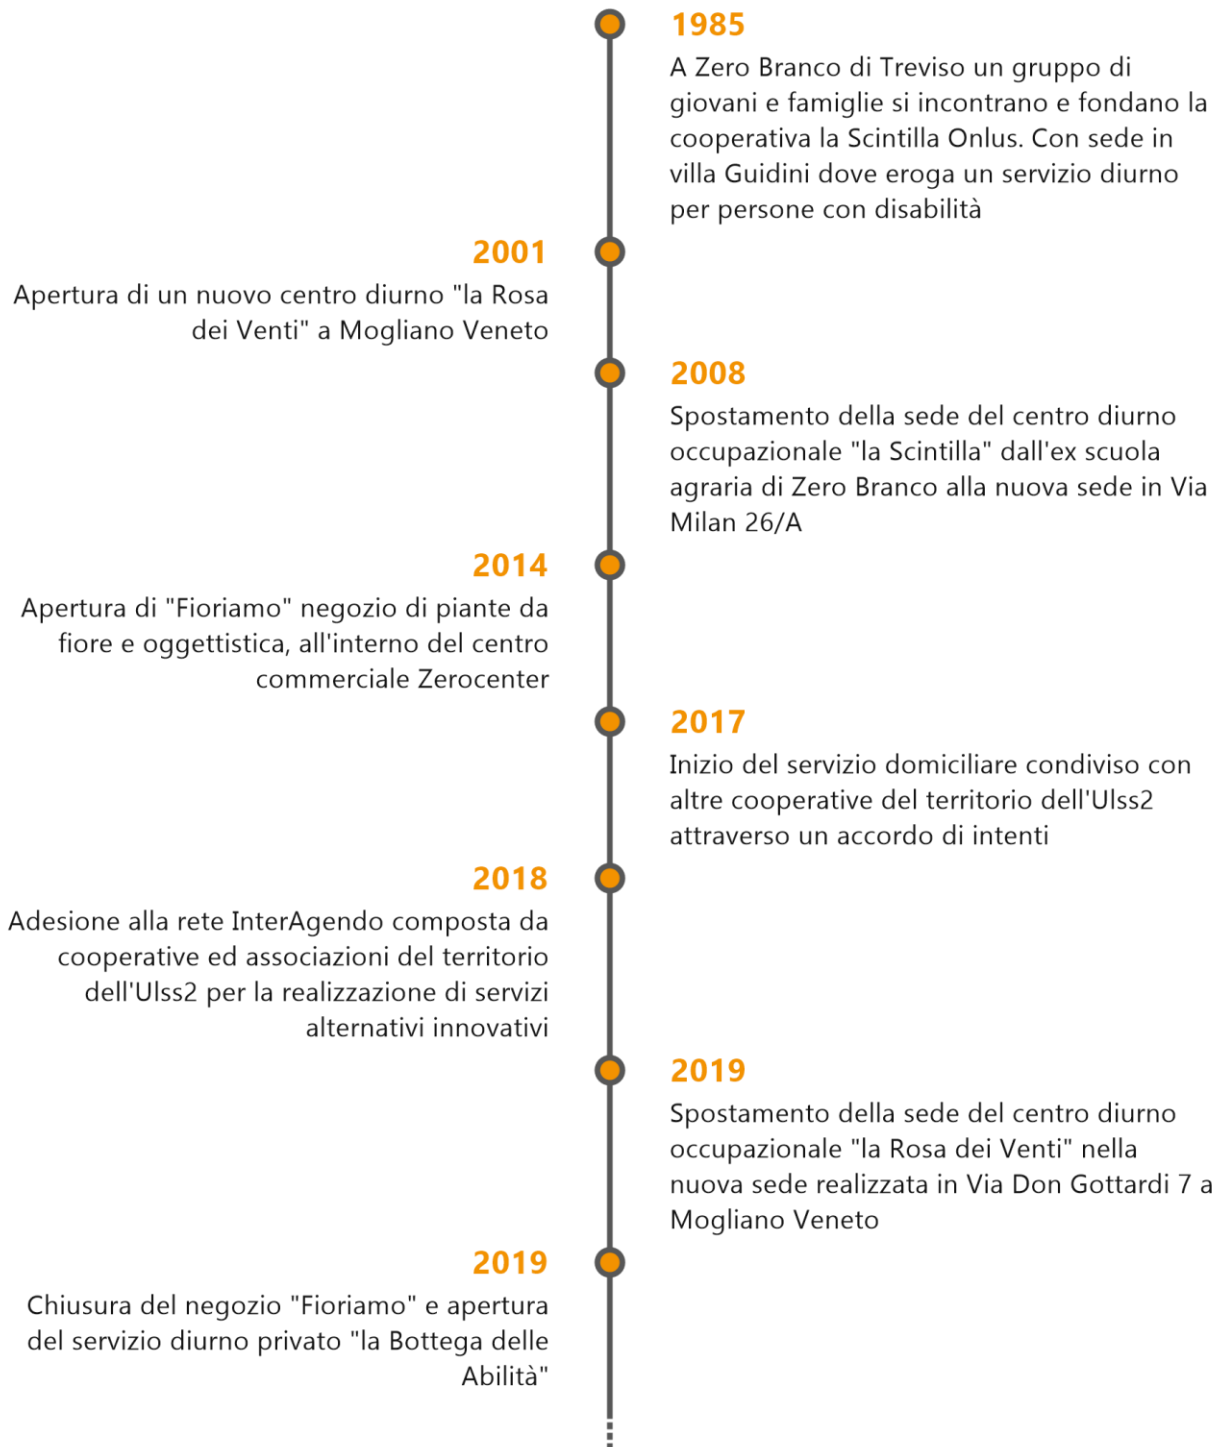 1985
A Zero Branco di Treviso un gruppo di
giovani e famiglie si incontrano e fondano la
cooperativa la Scintilla Onlus. Con sede in
villa Guidini dove eroga un servizio diurno
per persone con disabilità
2001
Apertura di un nuovo centro diurno "la Rosa
dei Venti" a Mogliano Veneto
2008
Spostamento della sede del centro diurno
occupazionale "la Scintilla" dall'ex scuola
agraria di Zero Branco alla nuova sede in Via
Milan 26/A
2014
Apertura di "Fioriamo" negozio di piante da
fiore e oggettistica, all'interno del centro
commerciale Zerocenter
2017
Inizio del servizio domiciliare condiviso con
altre cooperative del territorio dell'Ulss2
attraverso un accordo di intenti
2018
Adesione alla rete InterAgendo composta da
cooperative ed associazioni del territorio
dell'Ulss2 per la realizzazione di servizi
alternativi innovativi
2019
Spostamento della sede del centro diurno
occupazionale "la Rosa dei Venti" nella
nuova sede realizzata in Via Don Gottardi 7 a
Mogliano Veneto
2019
Chiusura del negozio "Fioriamo" e apertura
del servizio diurno privato "la Bottega delle
Abilità"